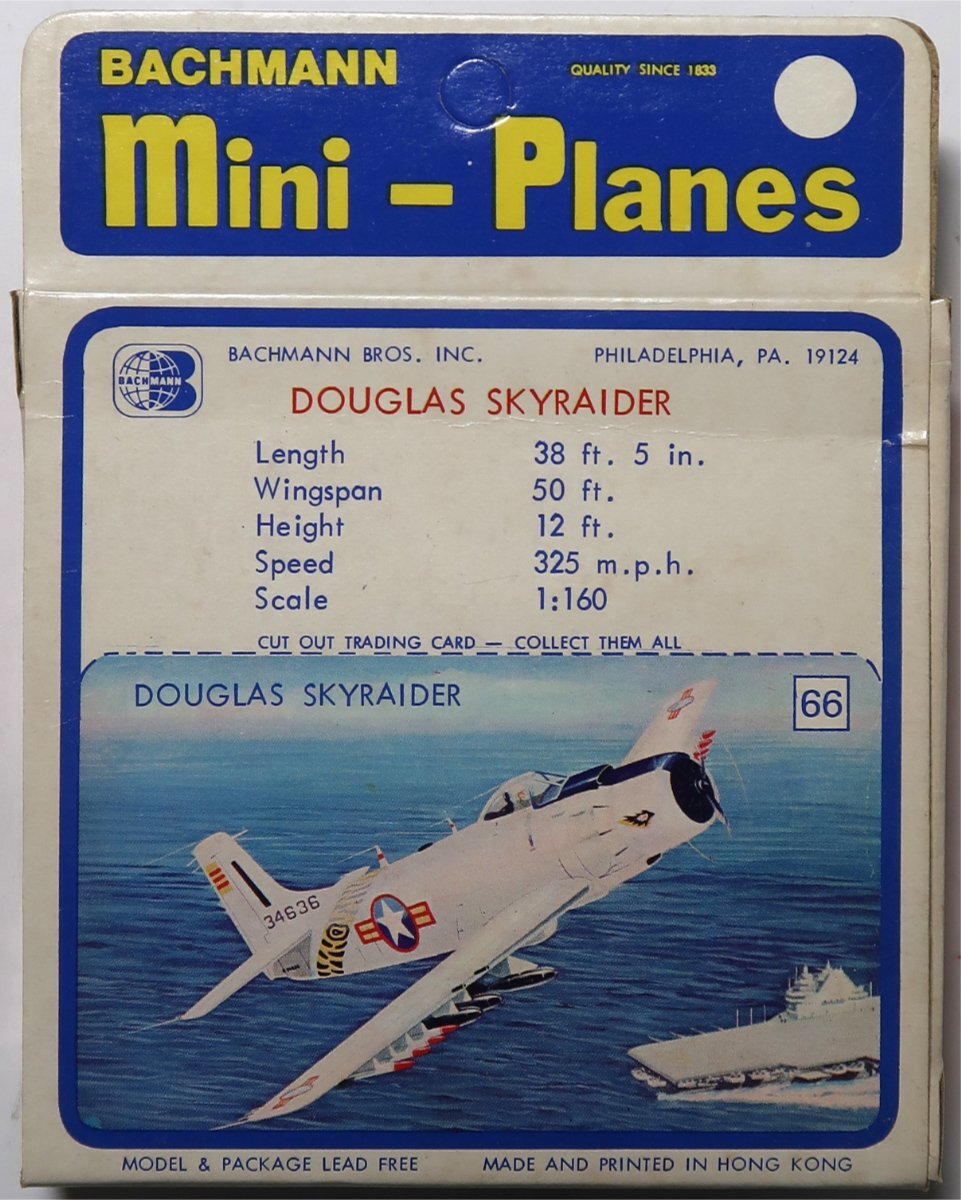 BACHMANN
QUALITY SINCE 1833
Mini - Planes
BACHMANN
BACHMANN BROS. INC. PHILADELPHIA, PA. 19124
DOUGLAS SKYRAIDER
Length 38 ft. 5 in.
Wingspan 50 ft.
Height 12 ft.
Speed 325 m.p.h.
Scale 1:160
CUT OUT TRADING CARD — COLLECT THEM ALL
DOUGLAS SKYRAIDER
66
34636
MODEL & PACKAGE LEAD FREE MADE AND PRINTED IN HONG KONG